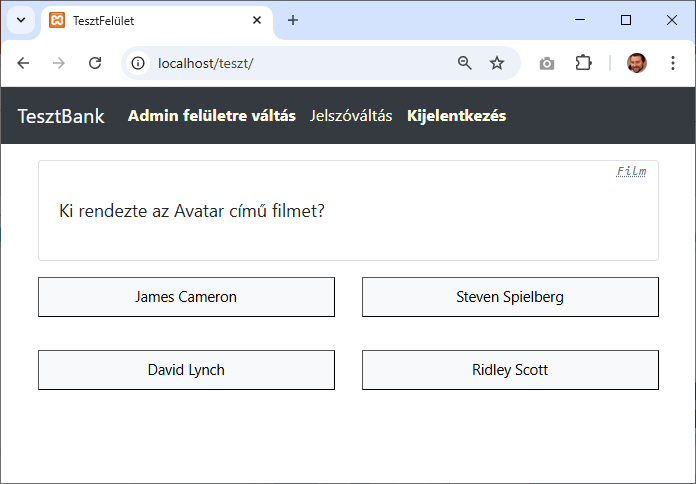 TesztFelület
localhost/teszt/
TesztBank Admin felületre váltás Jelszóváltás Kijelentkezés
Film
Ki rendezte az Avatar című filmet?
James Cameron Steven Spielberg
David Lynch Ridley Scott